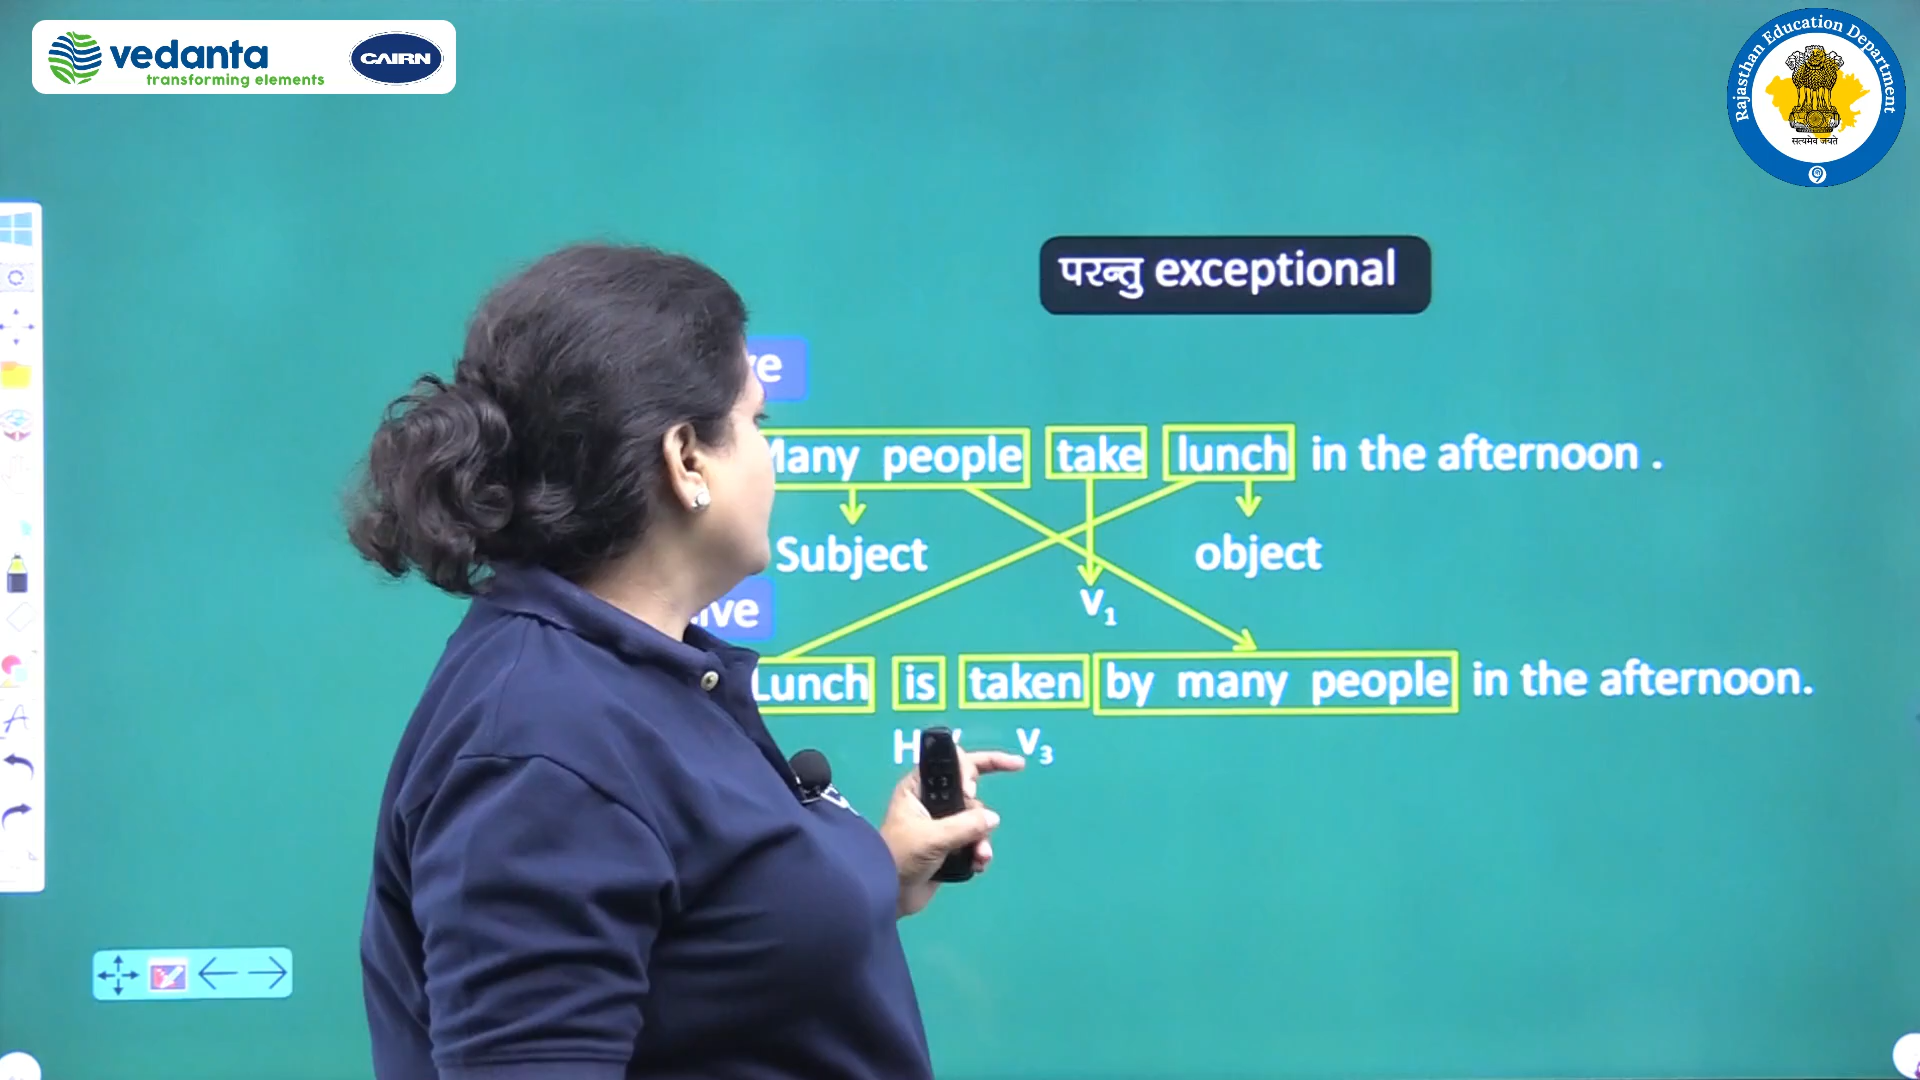 vedanta
transforming elements
CAIRN
Rajasthan Education Department
सत्यमेव जयते
परन्तु exceptional
Many people take lunch in the afternoon .
Subject object
V1
Lunch is taken by many people in the afternoon.
V3